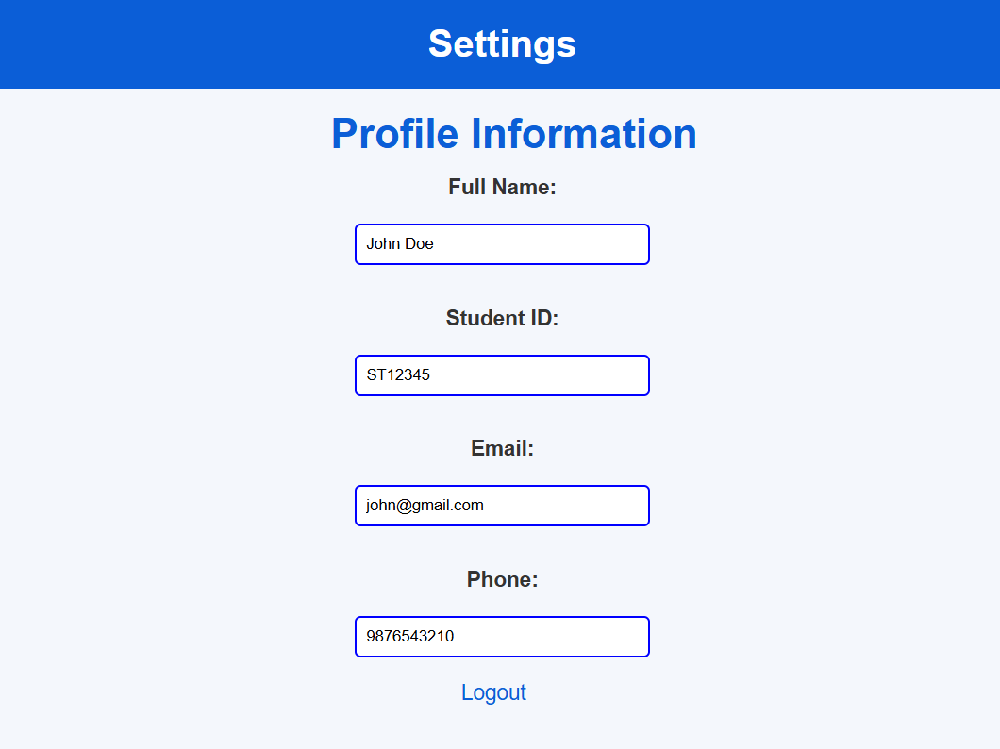 Settings
Profile Information
Full Name:
John Doe
Student ID:
ST12345
Email:
john@gmail.com
Phone:
9876543210
Logout